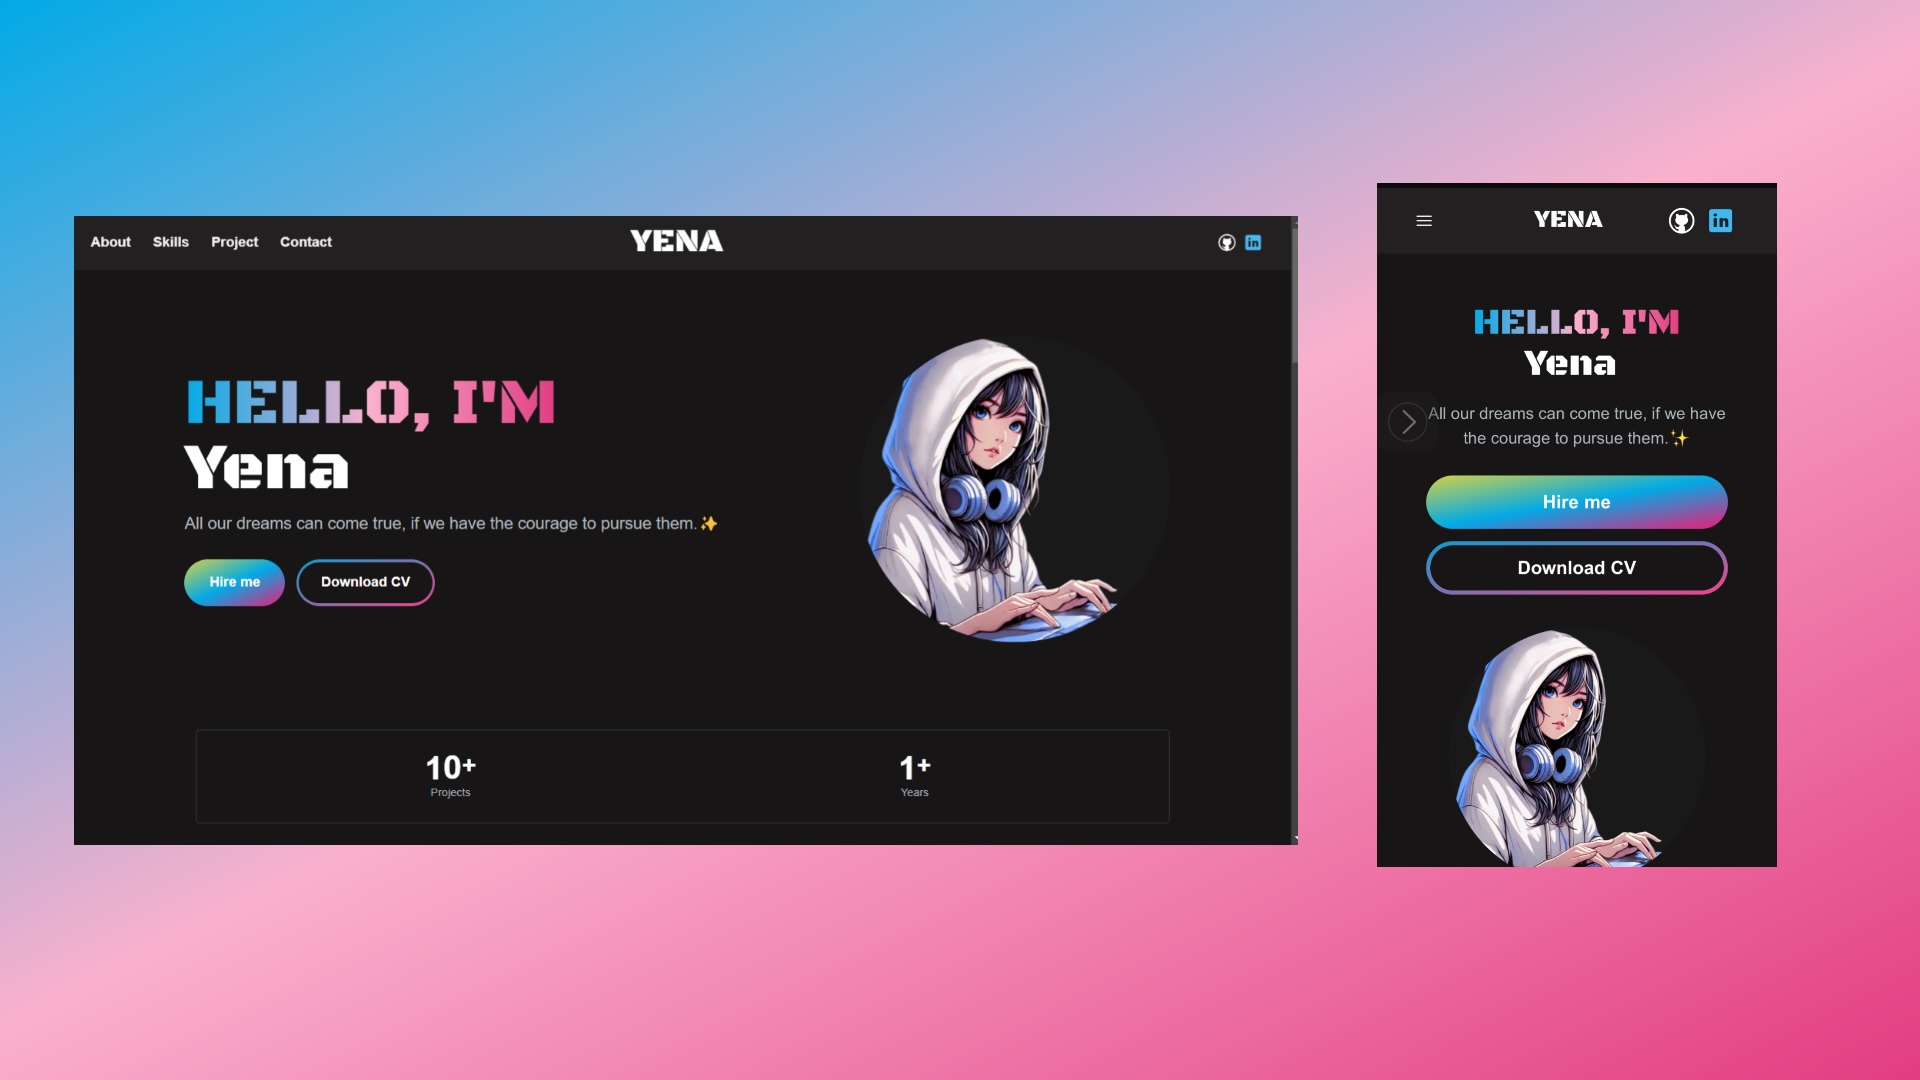 About Skills Project Contact
YENA
in
HELLO, I'M
Yena
All our dreams can come true, if we have the courage to pursue them.✨
Hire me
Download CV
10+
Projects
1+
Years
YENA
in
HELLO, I'M
Yena
All our dreams can come true, if we have
the courage to pursue them.✨
Hire me
Download CV